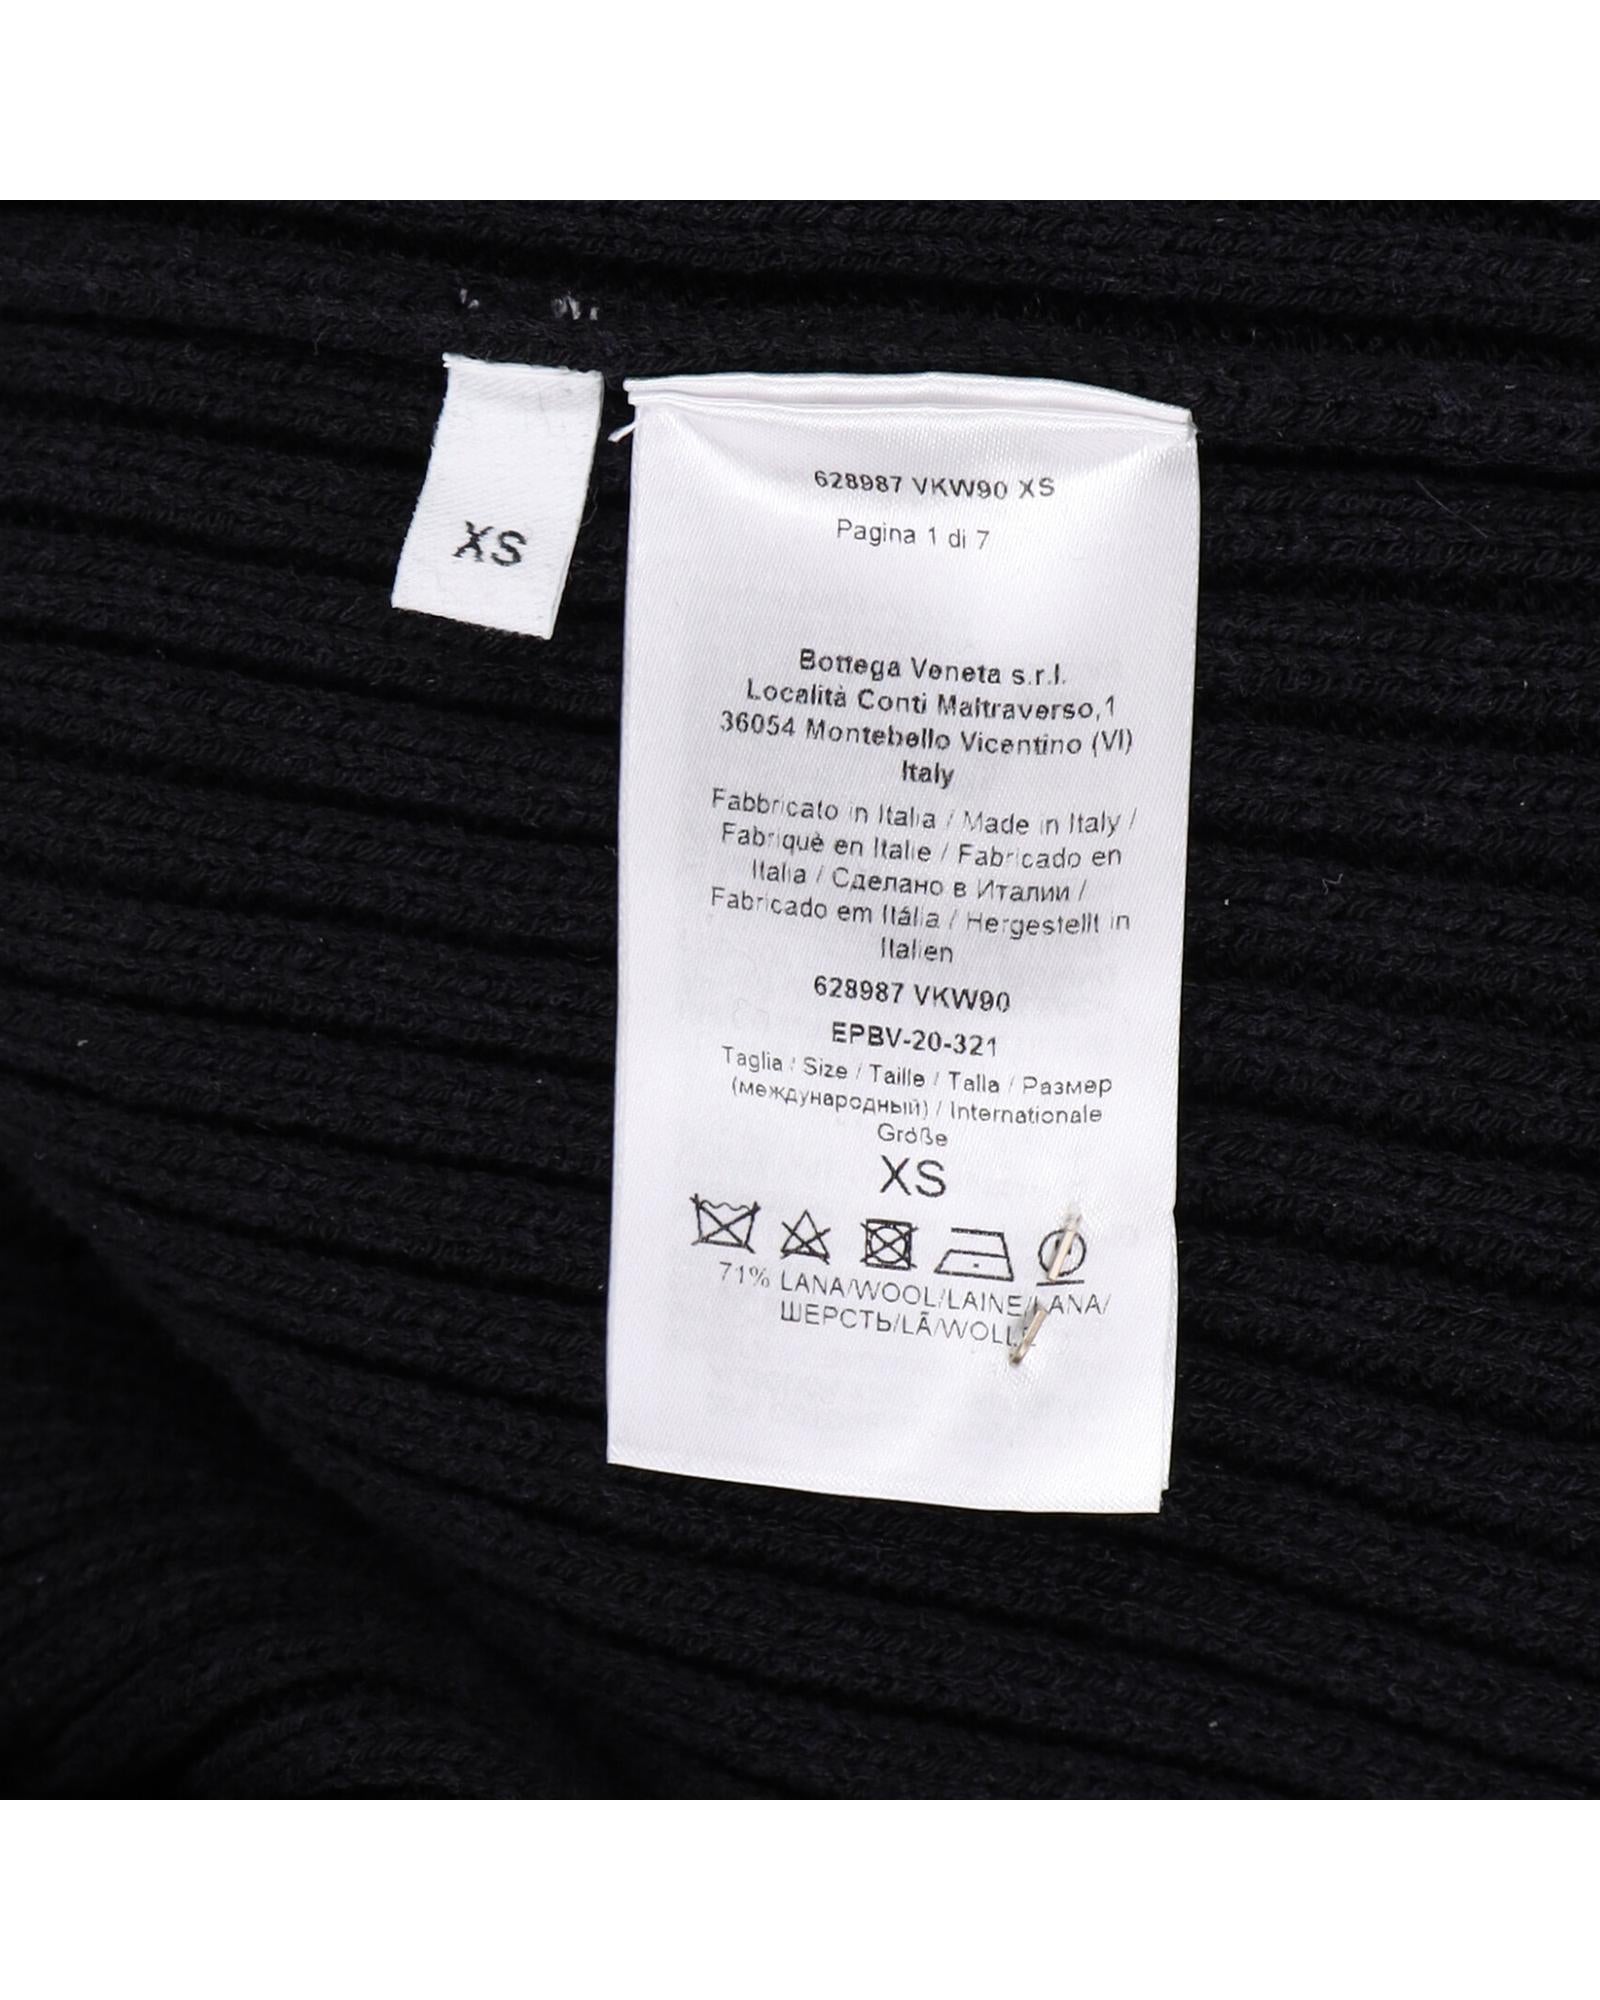 XS
628987 VKW90 XS
Pagina 1 di 7
Bottega Veneta s.r.l.
Località Conti Maltraverso,1
36054 Montebello Vicentino (VI)
Italy
Fabbricato in Italia / Made in Italy /
Fabriquè en Italie / Fabricado en
Italia / Сделано в Италии /
Fabricado em Itália / Hergestellt in
Italien
628987 VKW90
EPBV-20-321
Taglia / Size / Taille / Talla / Размер
(международный) / Internationale
Größe
XS
71% LANA/WOOL/LAINE/LANA/
ШЕРСТЬ/LÃ/WOLLE